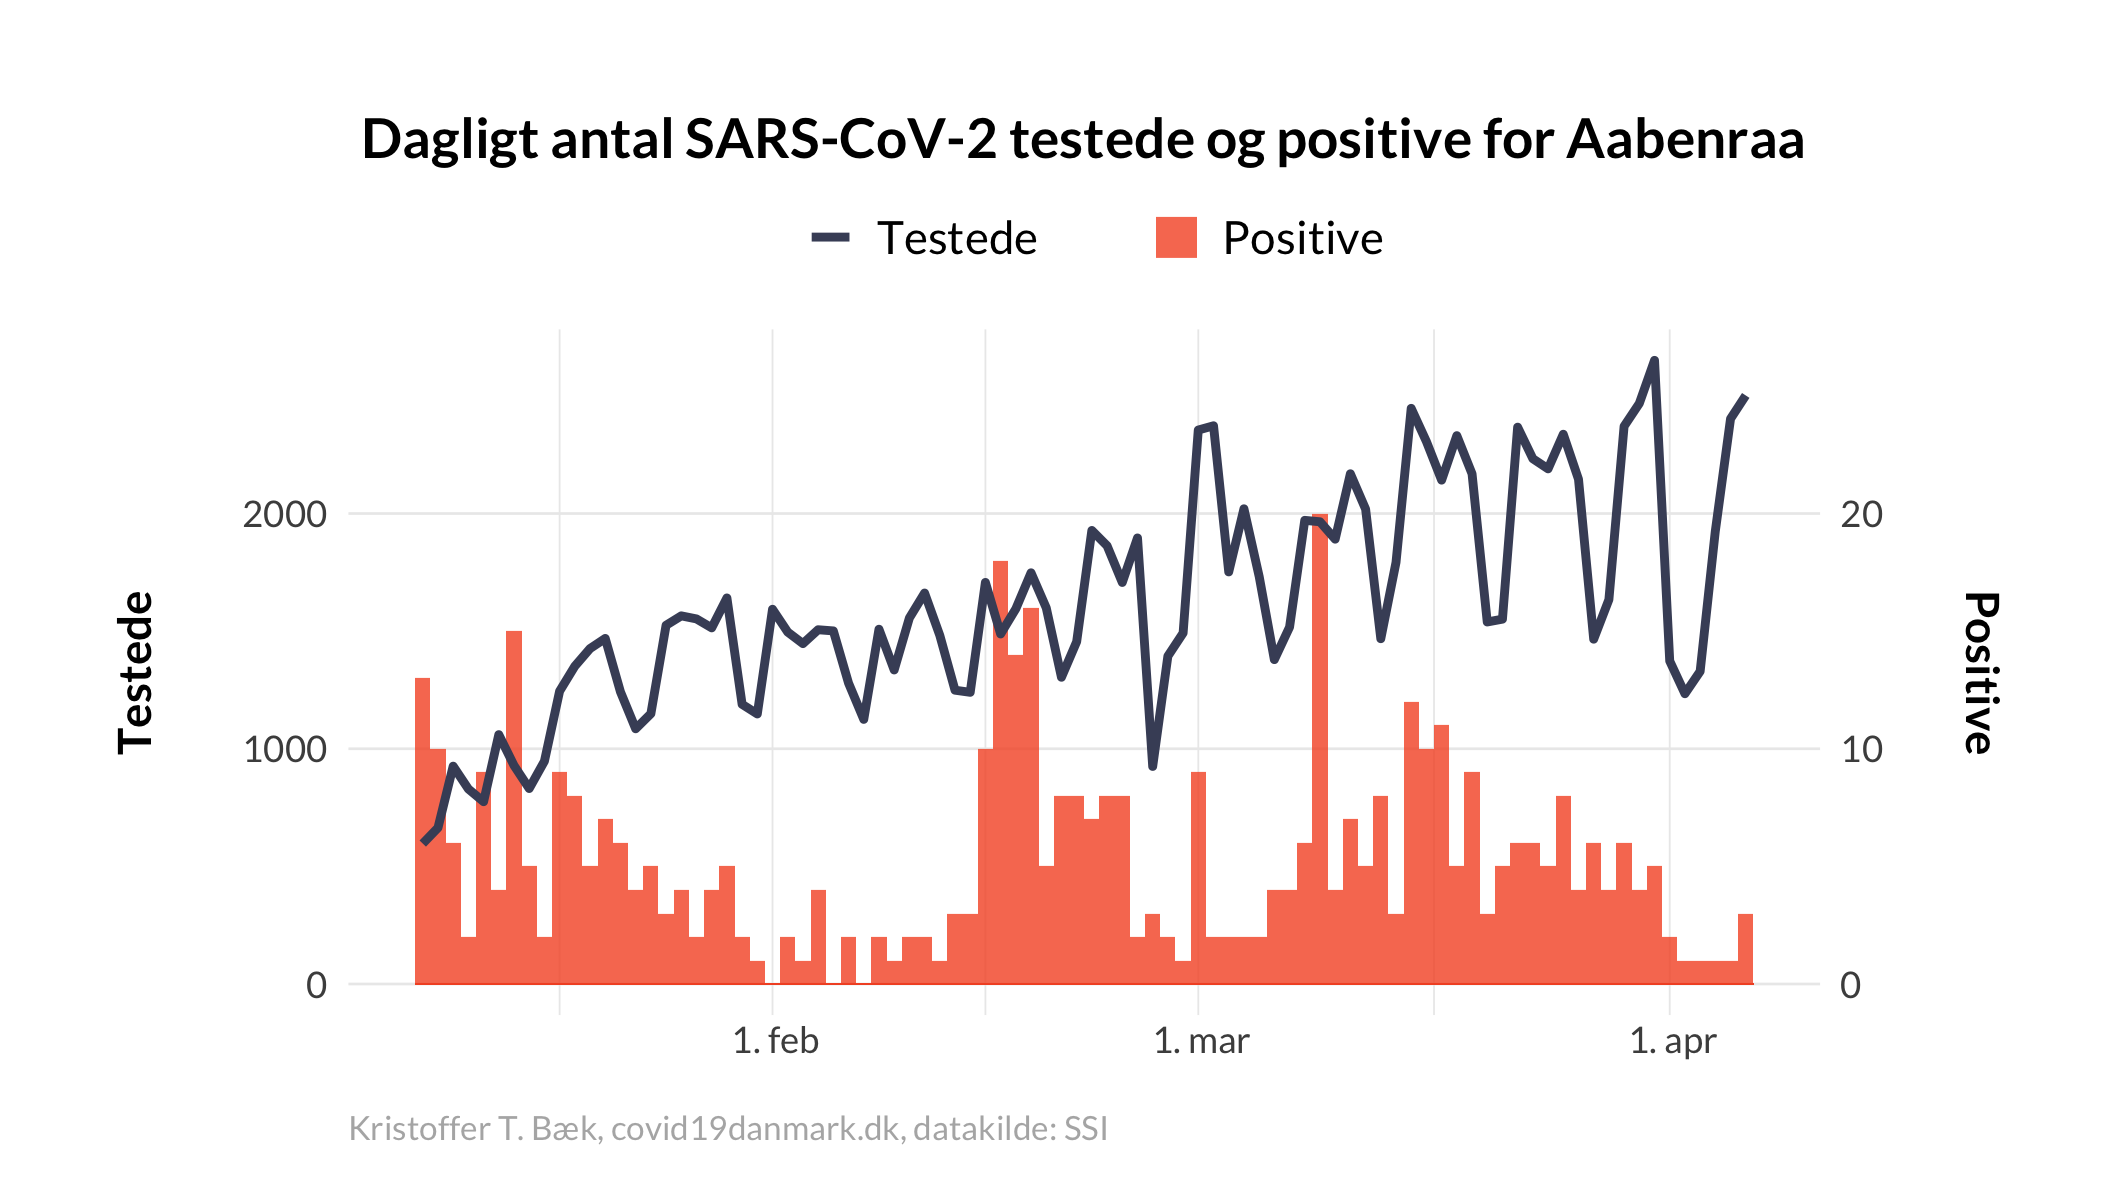 Dagligt antal SARS-CoV-2 testede og positive for Aabenraa
Testede
Positive
2000
1000
0
Testede
20
10
0
Positive
1. feb
1. mar
1. apr
Kristoffer T. Bæk, covid19danmark.dk, datakilde: SSI